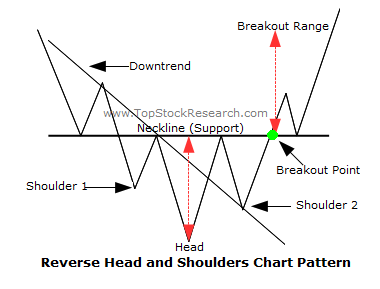 Breakout Range
Downtrend
www.TopStockResearch.com
Neckline (Support)
Breakout Point
Shoulder 1
Shoulder 2
Head
Reverse Head and Shoulders Chart Pattern